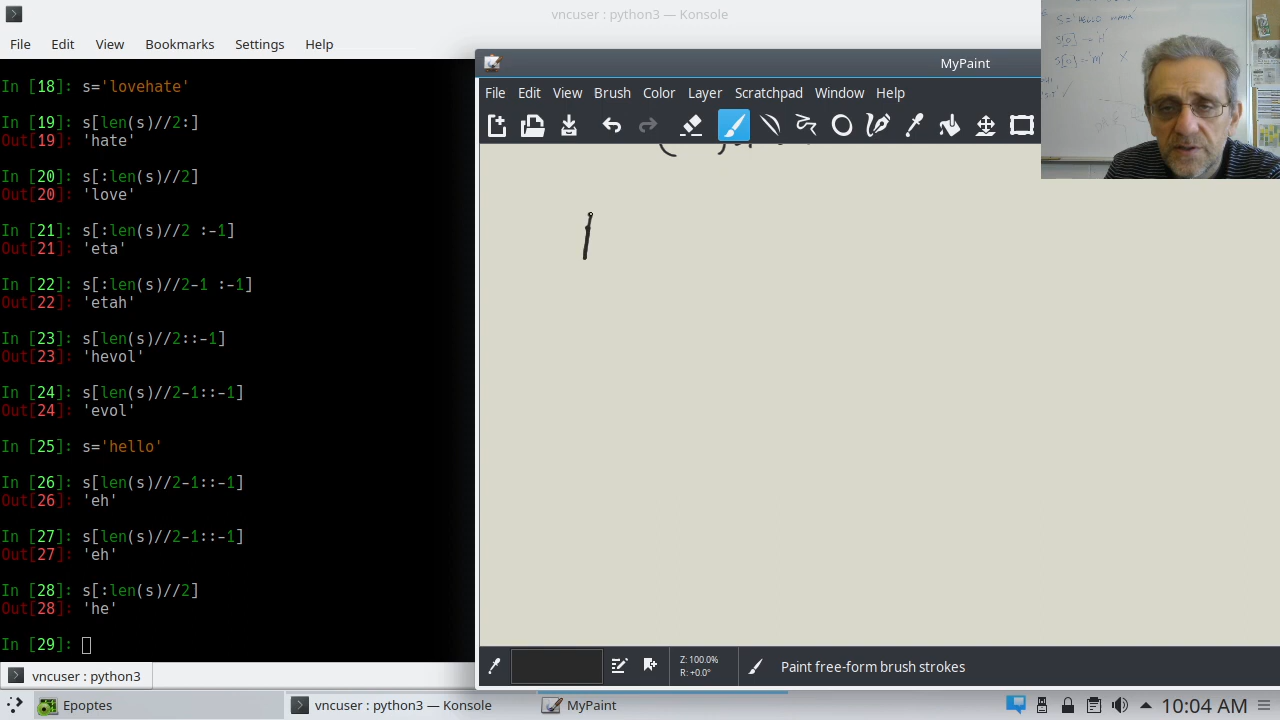 vncuser : python3 — Konsole
File Edit View Bookmarks Settings Help
In [18]: s='lovehate'
In [19]: s[len(s)//2:]
Out[19]: 'hate'
In [20]: s[:len(s)//2]
Out[20]: 'love'
In [21]: s[:len(s)//2 :-1]
Out[21]: 'eta'
In [22]: s[:len(s)//2-1 :-1]
Out[22]: 'etah'
In [23]: s[len(s)//2::-1]
Out[23]: 'hevol'
In [24]: s[len(s)//2-1::-1]
Out[24]: 'evol'
In [25]: s='hello'
In [26]: s[len(s)//2-1::-1]
Out[26]: 'eh'
In [27]: s[len(s)//2-1::-1]
Out[27]: 'eh'
In [28]: s[:len(s)//2]
Out[28]: 'he'
In [29]:
vncuser : python3
MyPaint
File Edit View Brush Color Layer Scratchpad Window Help
Z: 100.0%
R: +0.0°
Paint free-form brush strokes
Epoptes
vncuser : python3 — Konsole
MyPaint
10:04 AM